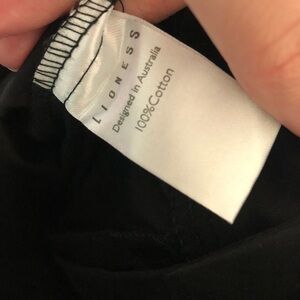 LIONESS
Designed in Australia
100%Cotton